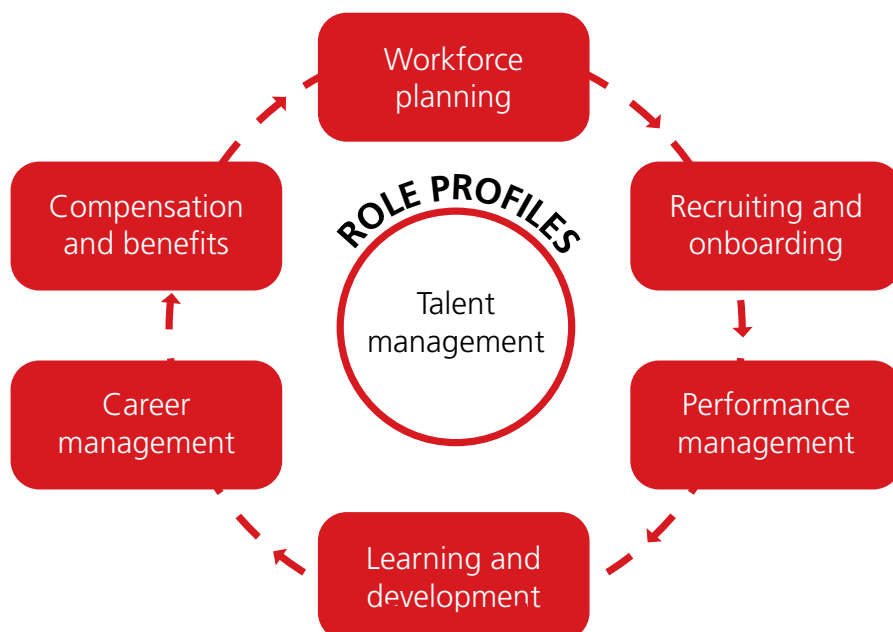 Workforce
planning
Recruiting and
onboarding
Performance
management
Learning and
development
Career
management
Compensation
and benefits
ROLE PROFILES
Talent
management